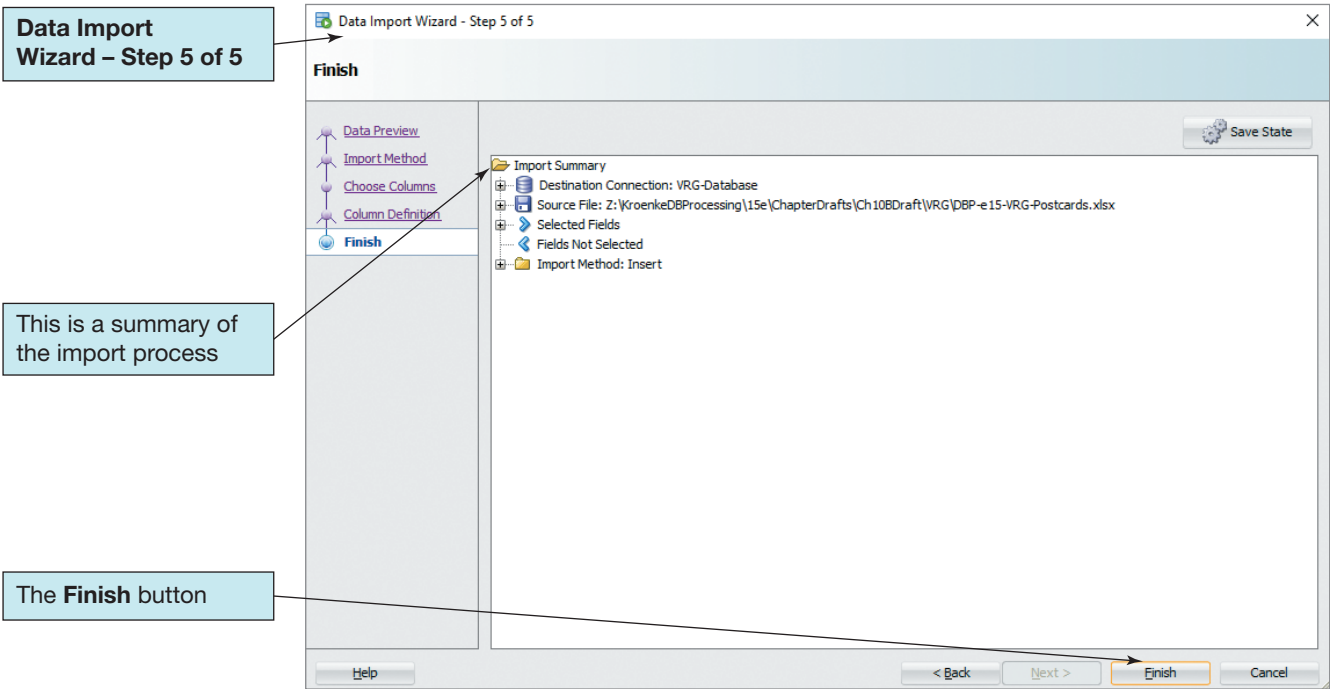 Data Import
Wizard – Step 5 of 5
Data Import Wizard - Step 5 of 5
Finish
Data Preview
Import Method
Choose Columns
Column Definition
Finish
Save State
Import Summary
Destination Connection: VRG-Database
Source File: Z:\KroenkeDBProcessing\15e\ChapterDrafts\Ch10BDraft\VRG\DBP-e15-VRG-Postcards.xlsx
Selected Fields
Fields Not Selected
Import Method: Insert
This is a summary of
the import process
The Finish button
Help
< Back
Next >
Finish
Cancel